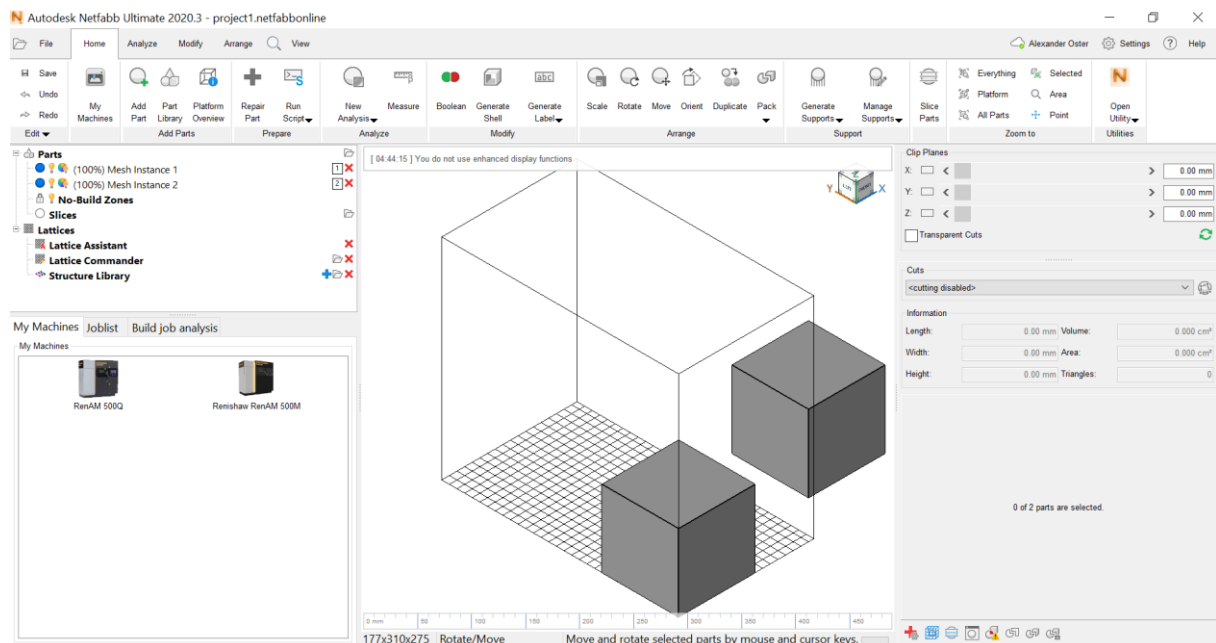 Autodesk Netfabb Ultimate 2020.3 - project1.netfabbonline
File Home Analyze Modify Arrange View Alexander Oster Settings ? Help
Save
Undo
Redo
Edit
My Machines
Add Part
Part Library
Platform Overview
Add Parts
Repair Part
Run Script
Prepare
New Analysis
Measure
Analyze
Boolean
Generate Shell
abc
Generate Label
Modify
Scale
Rotate
Move
Orient
Duplicate
Pack
Arrange
Generate Supports
Manage Supports
Support
Slice Parts
Everything
Selected
Platform
Area
All Parts
Point
Zoom to
Open Utility
Utilities
Parts
(100%) Mesh Instance 1 1
(100%) Mesh Instance 2 2
No-Build Zones
Slices
Lattices
Lattice Assistant
Lattice Commander
Structure Library
My Machines Joblist Build job analysis
My Machines
RenAM 500Q
Renishaw RenAM 500M
[ 04:44:15 ] You do not use enhanced display functions
Y
Z
X
0 mm 50 100 150 200 250 300 350 400 450
177x310x275 Rotate/Move Move and rotate selected parts by mouse and cursor keys.
Clip Planes
X: 0.00 mm
Y: 0.00 mm
Z: 0.00 mm
Transparent Cuts
Cuts
<cutting disabled>
Information
Length: 0.00 mm Volume: 0.000 cm³
Width: 0.00 mm Area: 0.000 cm²
Height: 0.00 mm Triangles: 0
0 of 2 parts are selected.